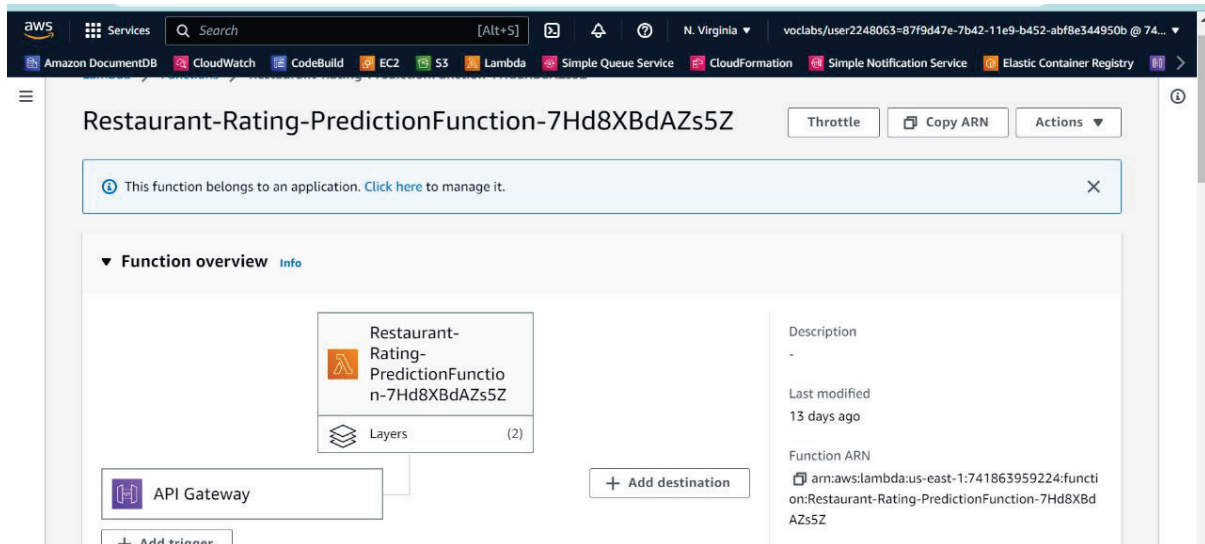 aws
Services
Search
[Alt+S]
N. Virginia
voclabs/user2248063=87f9d47e-7b42-11e9-b452-abf8e344950b @ 74...
Amazon DocumentDB
CloudWatch
CodeBuild
EC2
S3
Lambda
Simple Queue Service
CloudFormation
Simple Notification Service
Elastic Container Registry
Restaurant-Rating-PredictionFunction-7Hd8XBdAZs5Z
Throttle
Copy ARN
Actions
This function belongs to an application. Click here to manage it.
Function overview Info
Restaurant-
Rating-
PredictionFunctio
n-7Hd8XBdAZs5Z
Layers (2)
API Gateway
+ Add trigger
+ Add destination
Description
-
Last modified
13 days ago
Function ARN
arn:aws:lambda:us-east-1:741863959224:functi
on:Restaurant-Rating-PredictionFunction-7Hd8XBd
AZs5Z